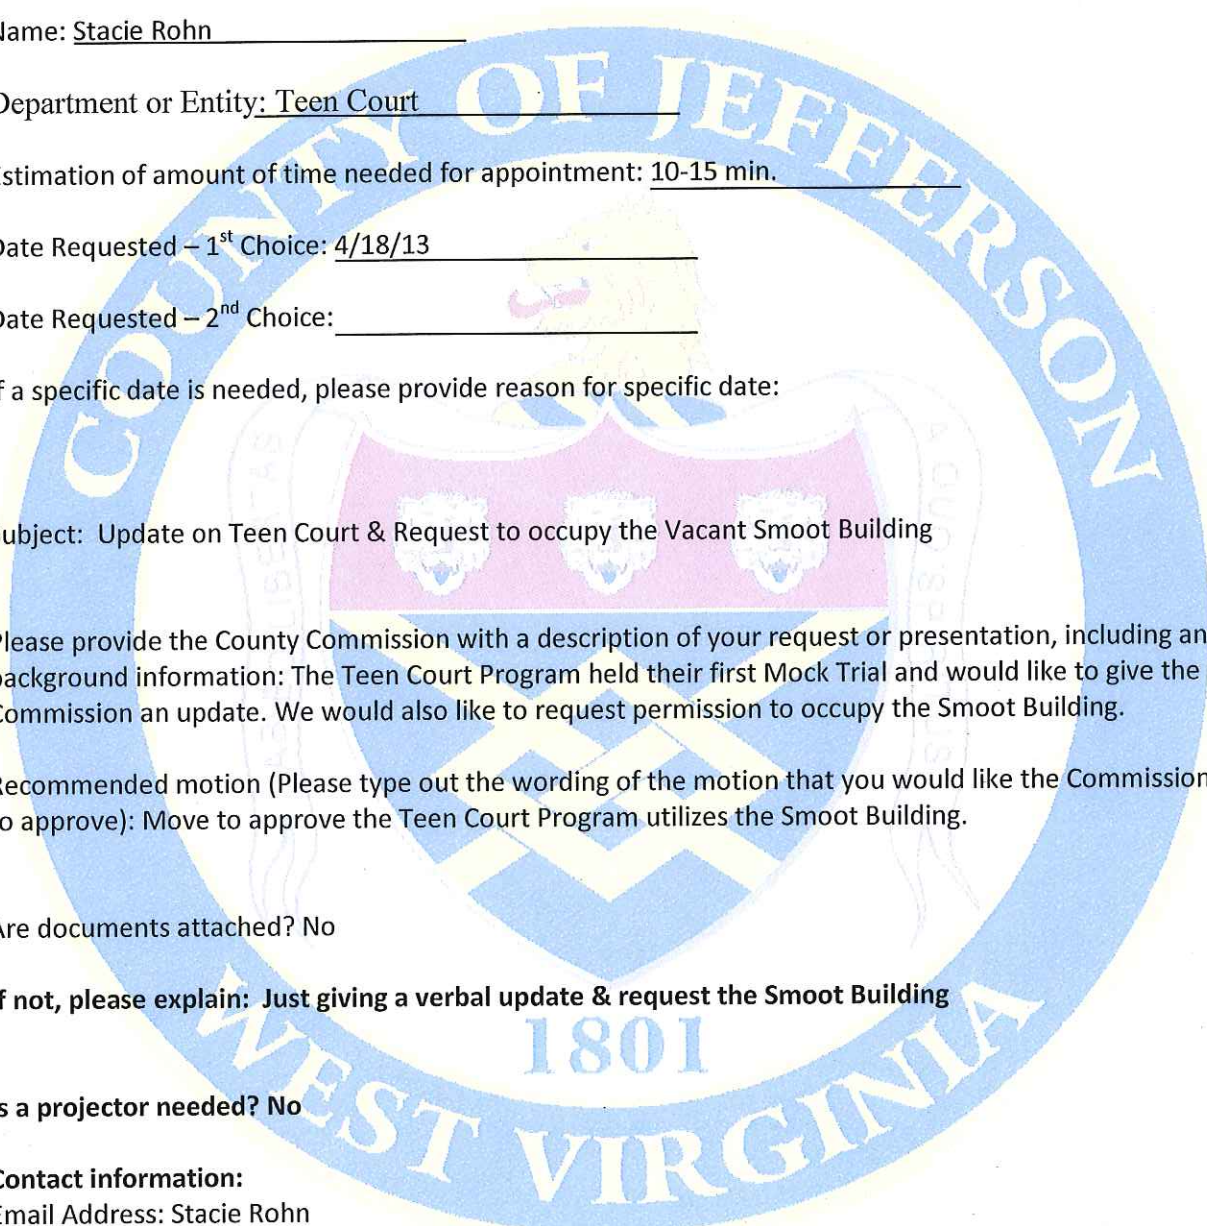 Name: Stacie Rohn
Department or Entity: Teen Court
Estimation of amount of time needed for appointment: 10-15 min.
Date Requested – 1st Choice: 4/18/13
Date Requested – 2nd Choice:
If a specific date is needed, please provide reason for specific date:
Subject: Update on Teen Court & Request to occupy the Vacant Smoot Building
Please provide the County Commission with a description of your request or presentation, including an
background information: The Teen Court Program held their first Mock Trial and would like to give the
Commission an update. We would also like to request permission to occupy the Smoot Building.
Recommended motion (Please type out the wording of the motion that you would like the Commission
to approve): Move to approve the Teen Court Program utilizes the Smoot Building.
Are documents attached? No
If not, please explain: Just giving a verbal update & request the Smoot Building
Is a projector needed? No
Contact information:
Email Address: Stacie Rohn
COUNTY OF JEFFERSON
1801
WEST VIRGINIA